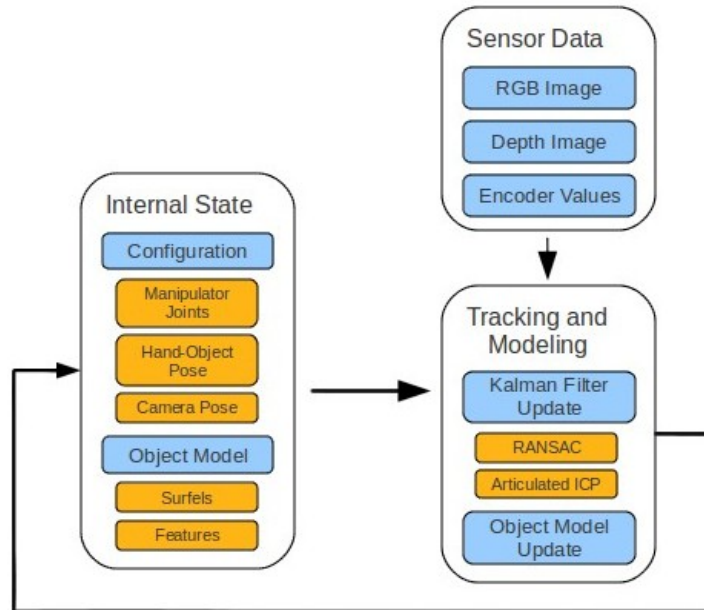 Sensor Data
RGB Image
Depth Image
Encoder Values
Internal State
Configuration
Manipulator
Joints
Hand-Object
Pose
Camera Pose
Object Model
Surfels
Features
Tracking and
Modeling
Kalman Filter
Update
RANSAC
Articulated ICP
Object Model
Update